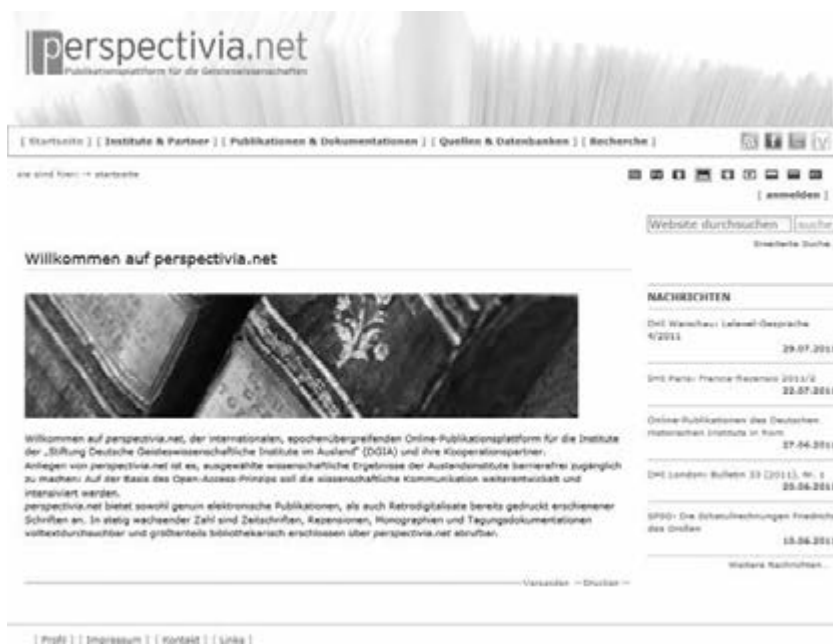 perspectivia.net
Publikationsplattform für die Geisteswissenschaften
[ Startseite ] [ Institute & Partner ] [ Publikationen & Dokumentationen ] [ Quellen & Datenbanken ] [ Recherche ]
sie sind hier: → startseite
[ anmelden ]
Website durchsuchen suche
Erweiterte Suche
Willkommen auf perspectivia.net
NACHRICHTEN
DHI Warschau: Lelewel-Gespräche
4/2011
29.07.2011
DHI Paris: Francia-Recensio 2011/2
22.07.2011
Online-Publikationen des Deutschen
Historischen Instituts in Rom
27.06.2011
DHI London: Bulletin 33 (2011), Nr. 1
20.06.2011
SPSG: Die Schatullrechnungen Friedrichs
des Großen
10.06.2011
Weitere Nachrichten…
Willkommen auf perspectivia.net, der internationalen, epochenübergreifenden Online-Publikationsplattform für die Institute
der „Stiftung Deutsche Geisteswissenschaftliche Institute im Ausland" (DGIA) und ihre Kooperationspartner.
Anliegen von perspectivia.net ist es, ausgewählte wissenschaftliche Ergebnisse der Auslandsinstitute barrierefrei zugänglich
zu machen: Auf der Basis des Open-Access-Prinzips soll die wissenschaftliche Kommunikation weiterentwickelt und
intensiviert werden.
perspectivia.net bietet sowohl genuin elektronische Publikationen, als auch Retrodigitalisate bereits gedruckt erschienener
Schriften an. In stetig wachsender Zahl sind Zeitschriften, Rezensionen, Monographien und Tagungsdokumentationen
volltextdurchsuchbar und größtenteils bibliothekarisch erschlossen über perspectivia.net abrufbar.
Versenden — Drucken —
[ Profil ] [ Impressum ] [ Kontakt ] [ Links ]